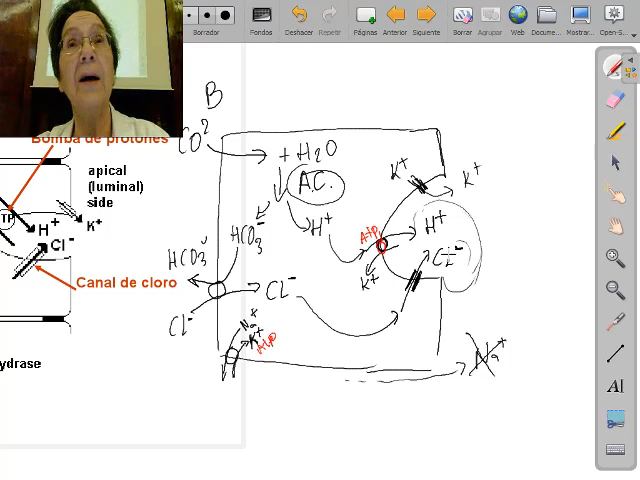 Borrador
Fondos
Deshacer
Repetir
Páginas
Anterior
Siguiente
Borrar
Agrupar
Web
Docume...
Mostrar...
Open-S...
B
Bomba de protones
apical
(luminal)
side
TP
K+
H+
Cl-
Canal de cloro
ydrase
CO2
+ H2O
A.C.
HCO3-
H+
HCO3-
Cl-
Cl-
Na+
K+
Atp
K+
K+
Atp
H+
K+
Cl-
Na+